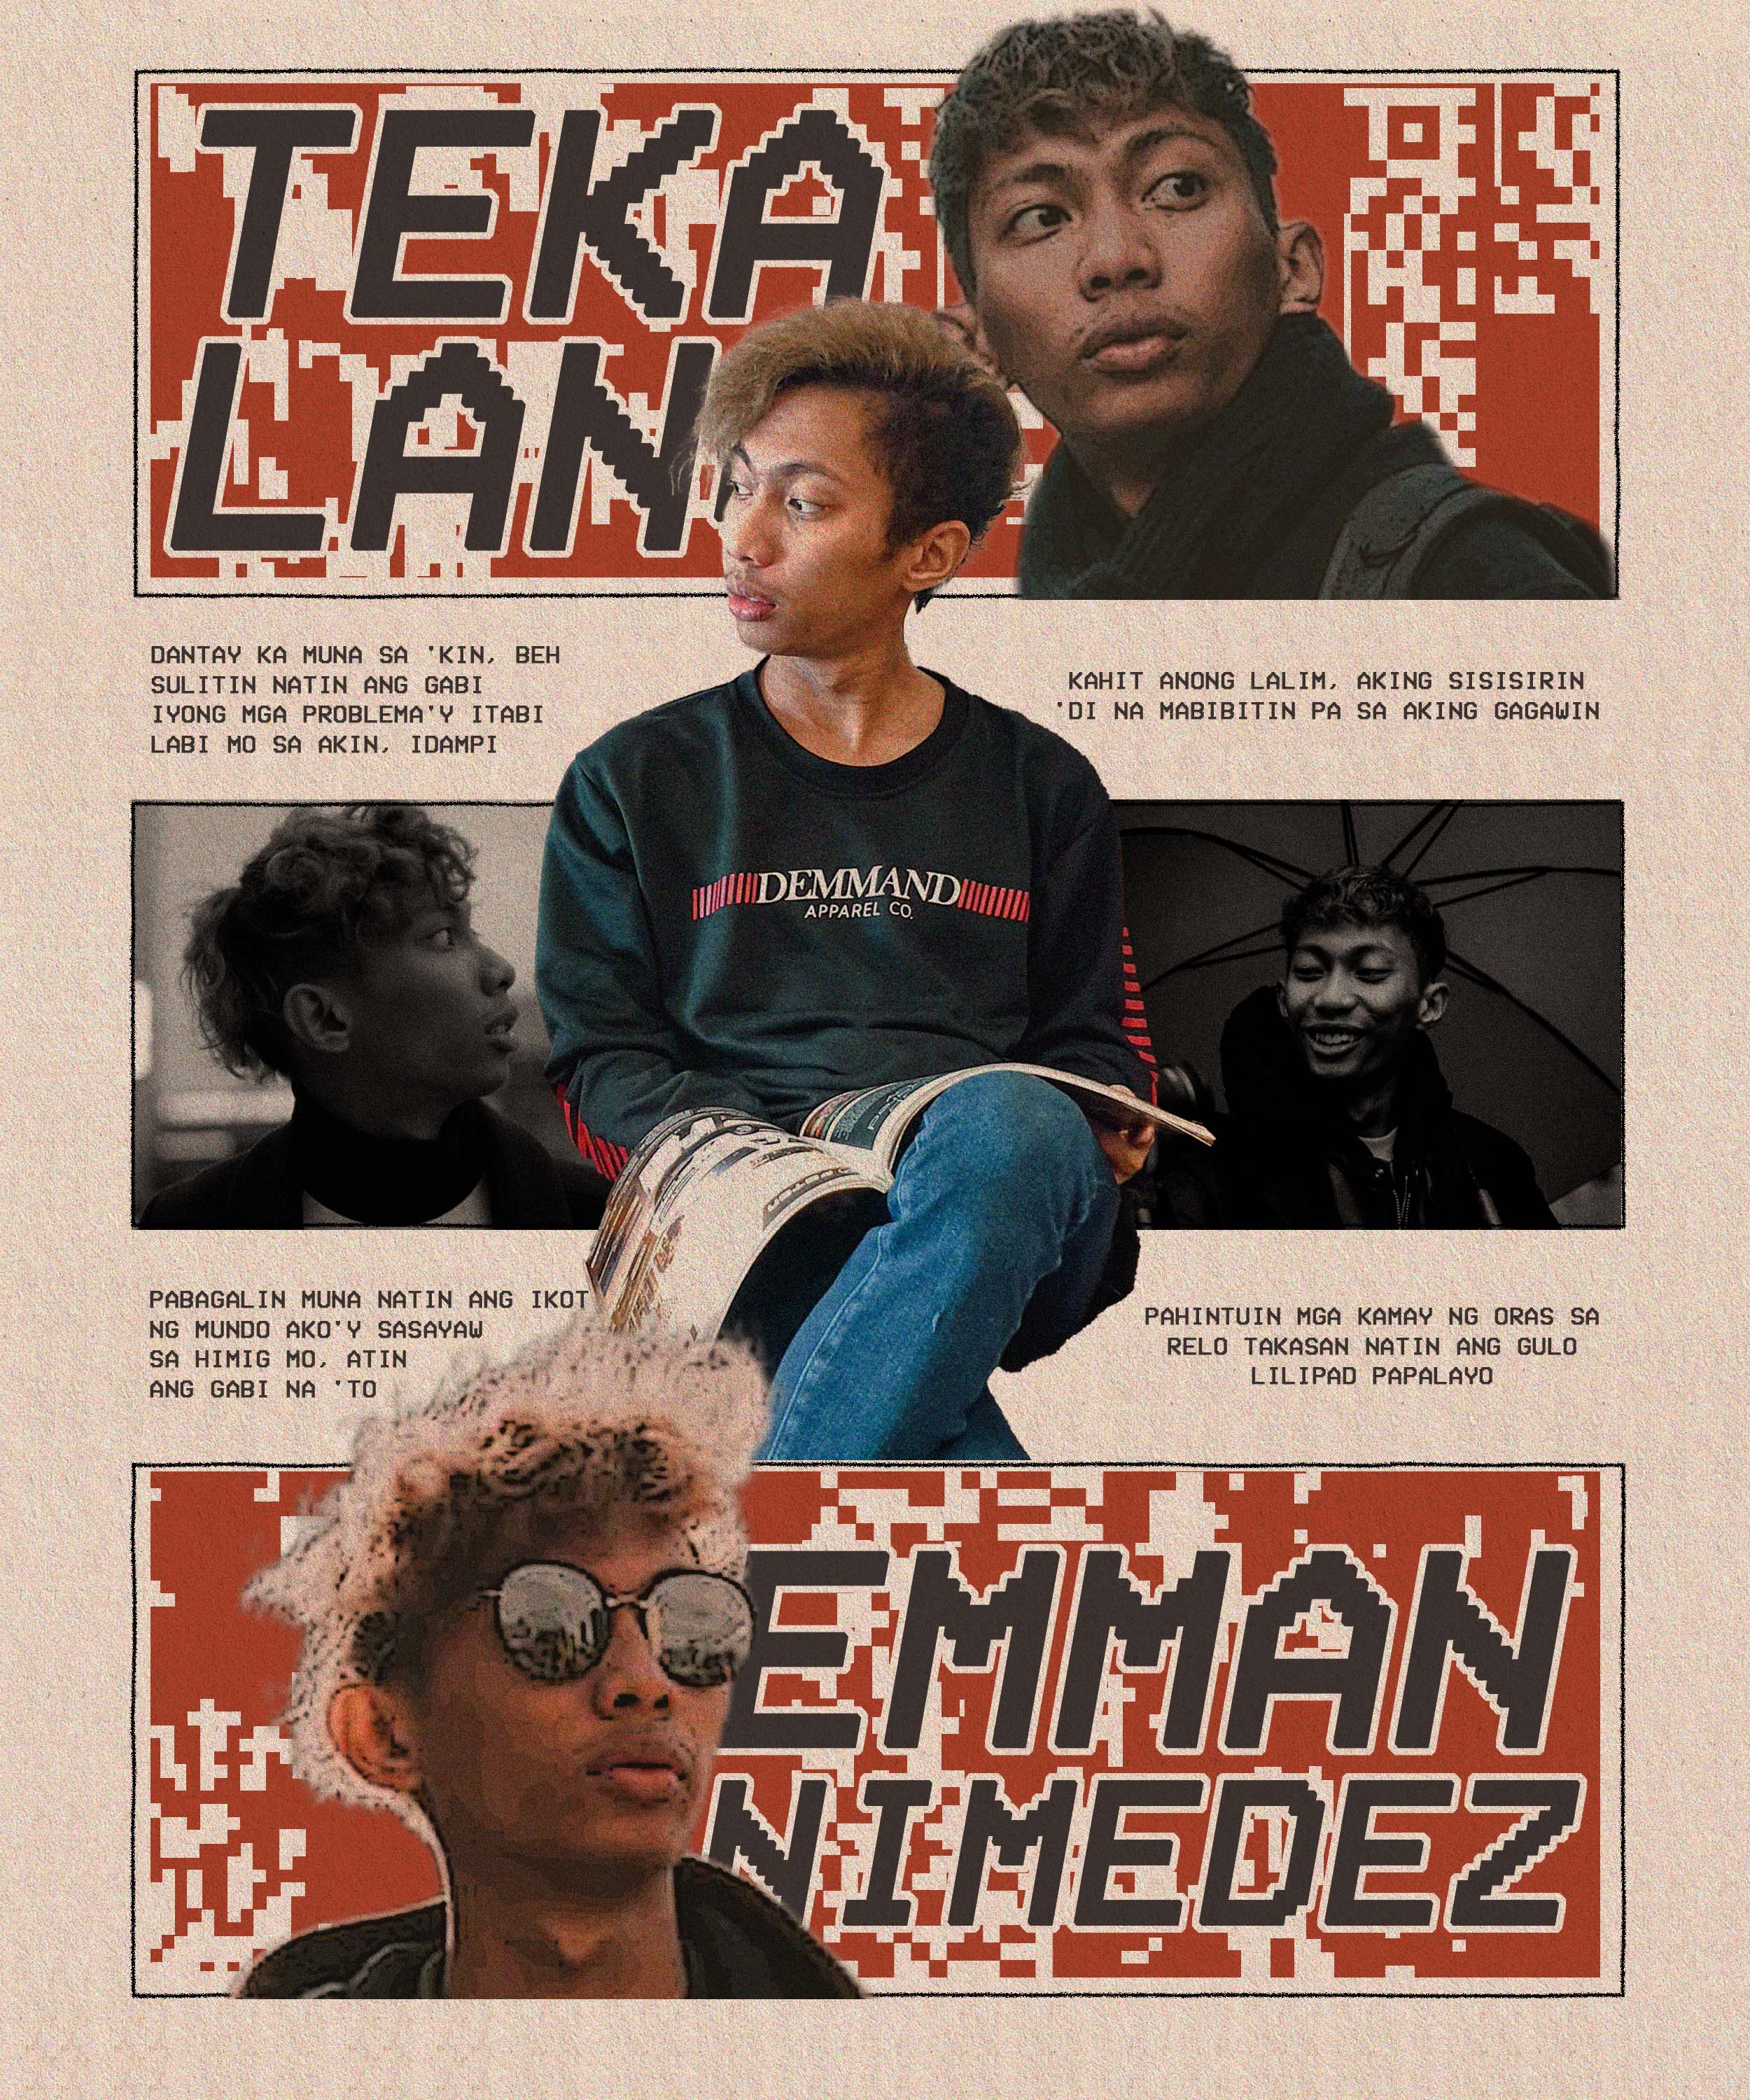 TEKA
LAN
DANTAY KA MUNA SA 'KIN, BEH
SULITIN NATIN ANG GABI
IYONG MGA PROBLEMA'Y ITABI
LABI MO SA AKIN, IDAMPI
KAHIT ANONG LALIM, AKING SISISIRIN
'DI NA MABIBITIN PA SA AKING GAGAWIN
DEMMAND
APPAREL CO.
PABAGALIN MUNA NATIN ANG IKOT
NG MUNDO AKO'Y SASAYAW
SA HIMIG MO, ATIN
ANG GABI NA 'TO
PAHINTUIN MGA KAMAY NG ORAS SA
RELO TAKASAN NATIN ANG GULO
LILIPAD PAPALAYO
EMMAN
NIMEDEZ